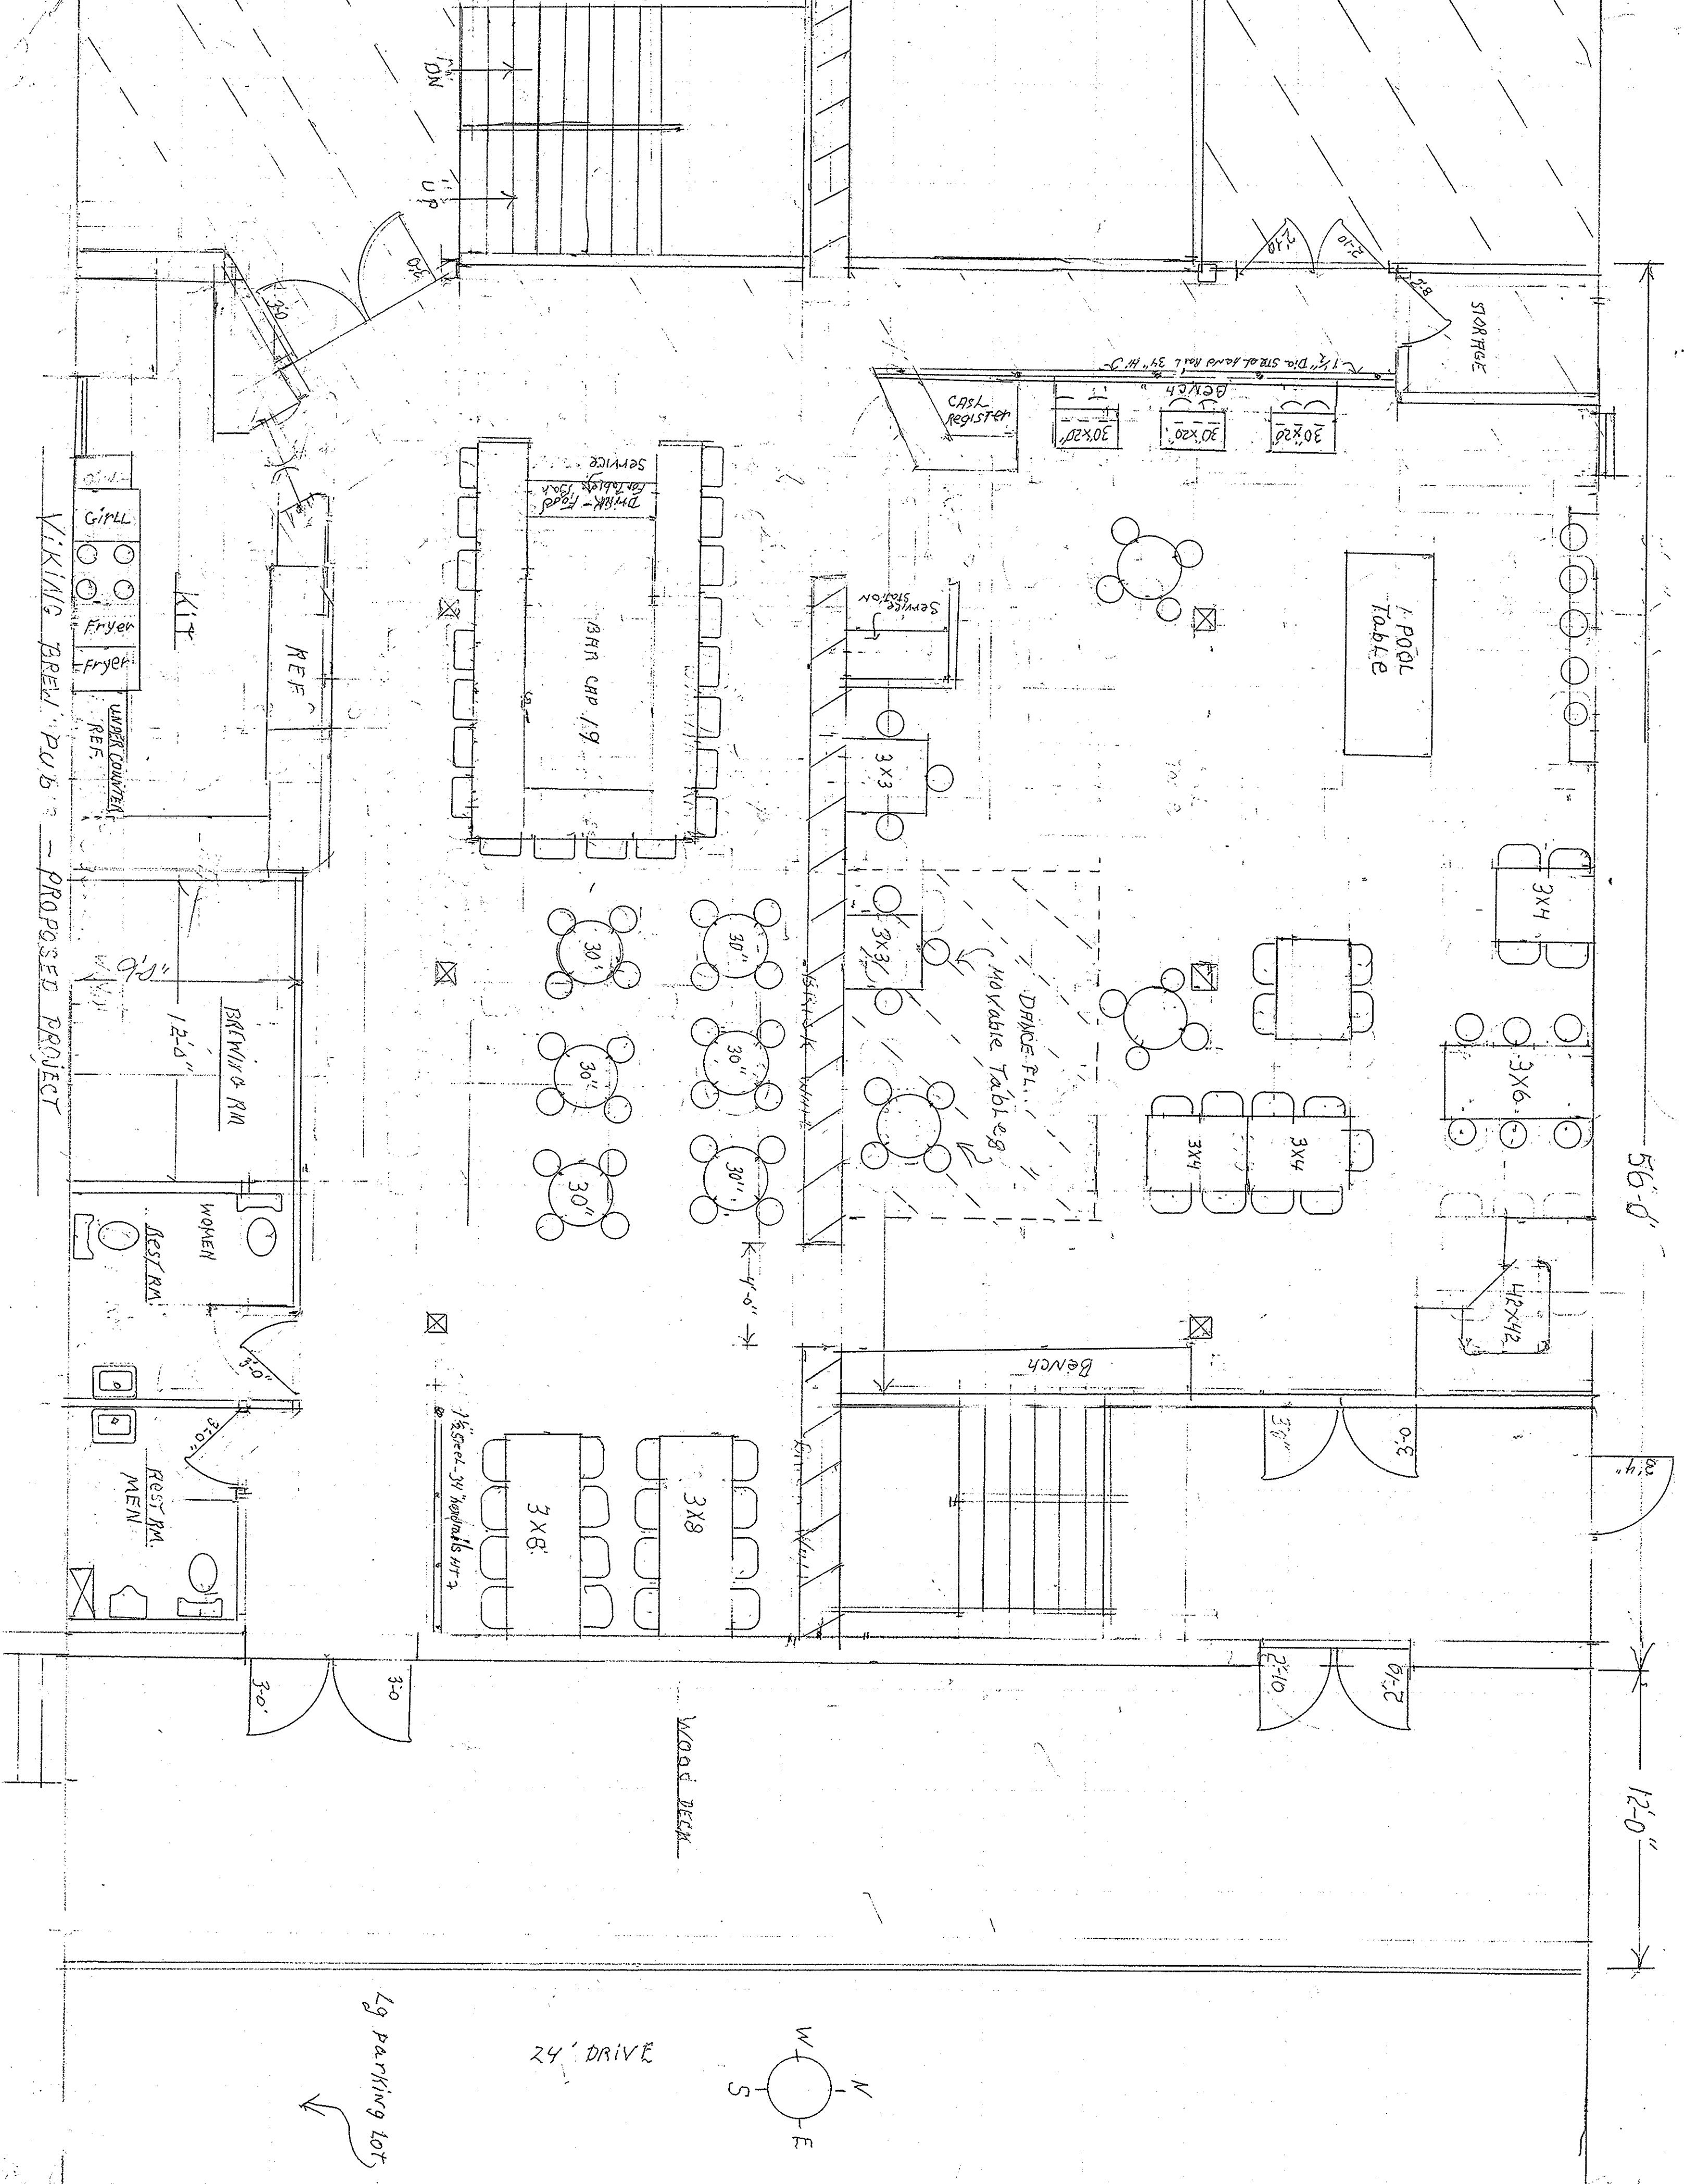 VIKING BREW PUB - PROPOSED PROJECT
DN
UP
3-0
3-0
2'-10
2'-10
2-8
STORAGE
1½" Dia Steel hand Rail 34" Hi
BENCH
CASH
REGISTER
30"x20"
30"x20"
30"x20
DRINK - Food
For Tables
Service
BAR CAP. 19
Service
STATION
1 POOL
Table
GirLL
Fryer
Fryer
KIT
REF
UNDER COUNTER
REF.
3X3
3X3
MOVable Tables
DANCE FL.
3X4
3X6
3X4
3X4
42X42
30"
30"
30"
30"
30"
30"
BRICK WALL
4'-0"
9'-0"
12'-0"
BREWING RM
WOMEN
REST RM.
3'-0"
3'-0"
REST RM.
MEN
1½ Steel - 34" handrails
3X8
3X8
BENCH
3'0"
3-0
3'-0'
3-0
2'-10
WOOD DECK
56'-0"
12'-0"
24' DRIVE
Lg parking Lot
W
N
S
E